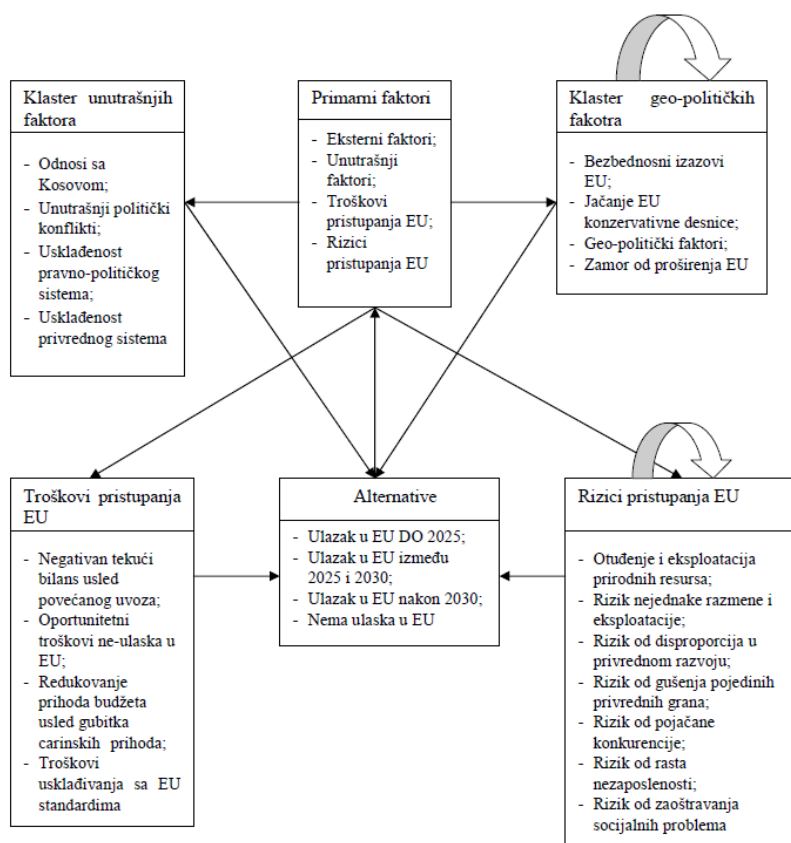 Klaster unutrašnjih
faktora
- Odnosi sa
Kosovom;
- Unutrašnji politički
konflikti;
- Usklađenost
pravno-političkog
sistema;
- Usklađenost
privrednog sistema
Primarni faktori
- Eksterni faktori;
- Unutrašnji
faktori;
- Troškovi
pristupanja EU;
- Rizici
pristupanja EU
Klaster geo-političkih
fakotra
- Bezbednosni izazovi
EU;
- Jačanje EU
konzervativne desnice;
- Geo-politički faktori;
- Zamor od proširenja EU
Troškovi pristupanja
EU
- Negativan tekući
bilans usled
povećanog uvoza;
- Oportunitetni
troškovi ne-ulaska u
EU;
- Redukovanje
prihoda budžeta
usled gubitka
carinskih prihoda;
- Troškovi
usklađivanja sa EU
standardima
Alternative
- Ulazak u EU DO 2025;
- Ulazak u EU između
2025 i 2030;
- Ulazak u EU nakon 2030;
- Nema ulaska u EU
Rizici pristupanja EU
- Otuđenje i eksploatacija
prirodnih resursa;
- Rizik nejednake razmene i
eksploatacije;
- Rizik od disproporcija u
privrednom razvoju;
- Rizik od gušenja pojedinih
privrednih grana;
- Rizik od pojačane
konkurencije;
- Rizik od rasta
nezaposlenosti;
- Rizik od zaoštravanja
socijalnih problema